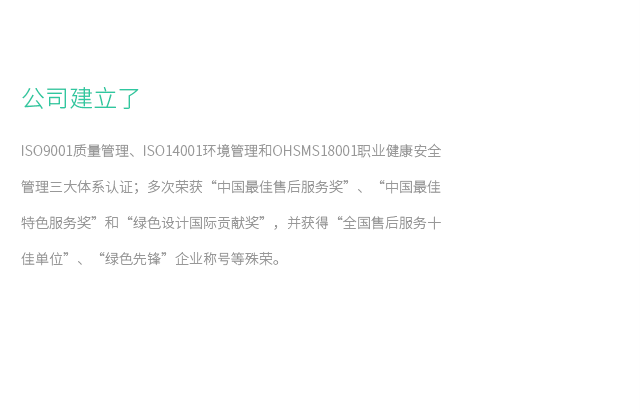 公司建立了
ISO9001质量管理、ISO14001环境管理和OHSMS18001职业健康安全
管理三大体系认证；多次荣获“中国最佳售后服务奖”、“中国最佳
特色服务奖”和“绿色设计国际贡献奖”，并获得“全国售后服务十
佳单位”、“绿色先锋”企业称号等殊荣。